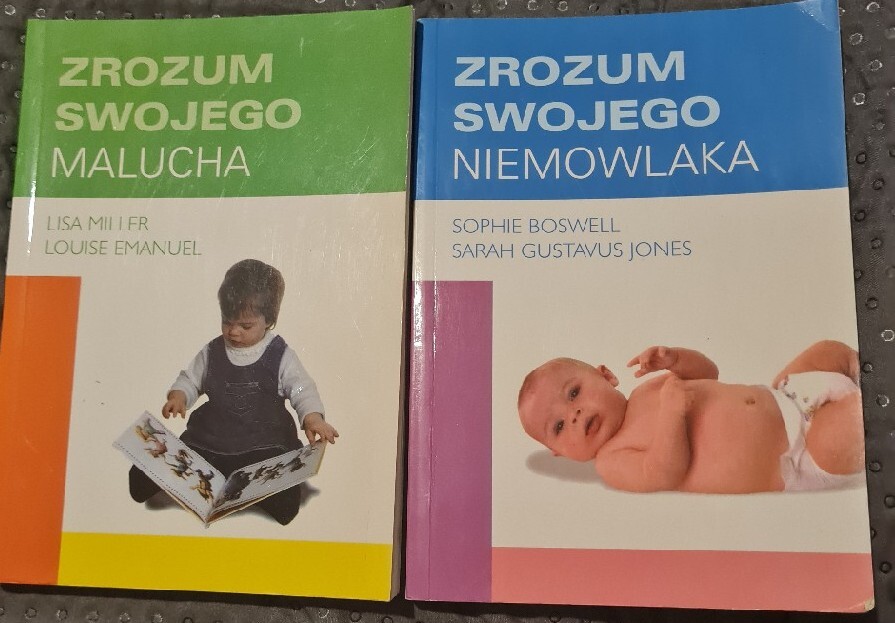 ZROZUM
SWOJEGO
MALUCHA
LISA MILLER
LOUISE EMANUEL
ZROZUM
SWOJEGO
NIEMOWLAKA
SOPHIE BOSWELL
SARAH GUSTAVUS JONES